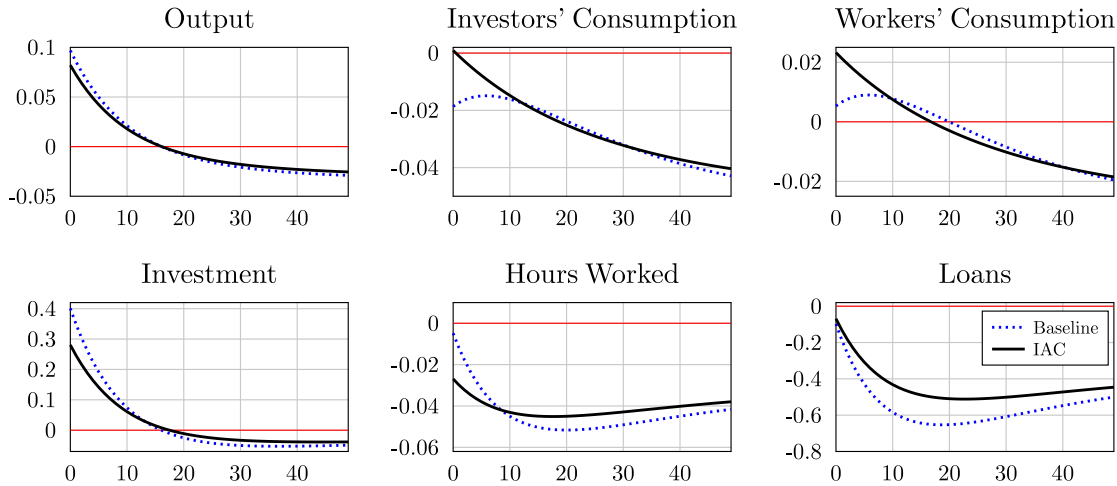 Output
0.1
0.05
0
-0.05
0 10 20 30 40
Investors' Consumption
0
-0.02
-0.04
0 10 20 30 40
Workers' Consumption
0.02
0
-0.02
0 10 20 30 40
Investment
0.4
0.3
0.2
0.1
0
0 10 20 30 40
Hours Worked
0
-0.02
-0.04
-0.06
0 10 20 30 40
Loans
0
-0.2
-0.4
-0.6
-0.8
0 10 20 30 40
Baseline
IAC